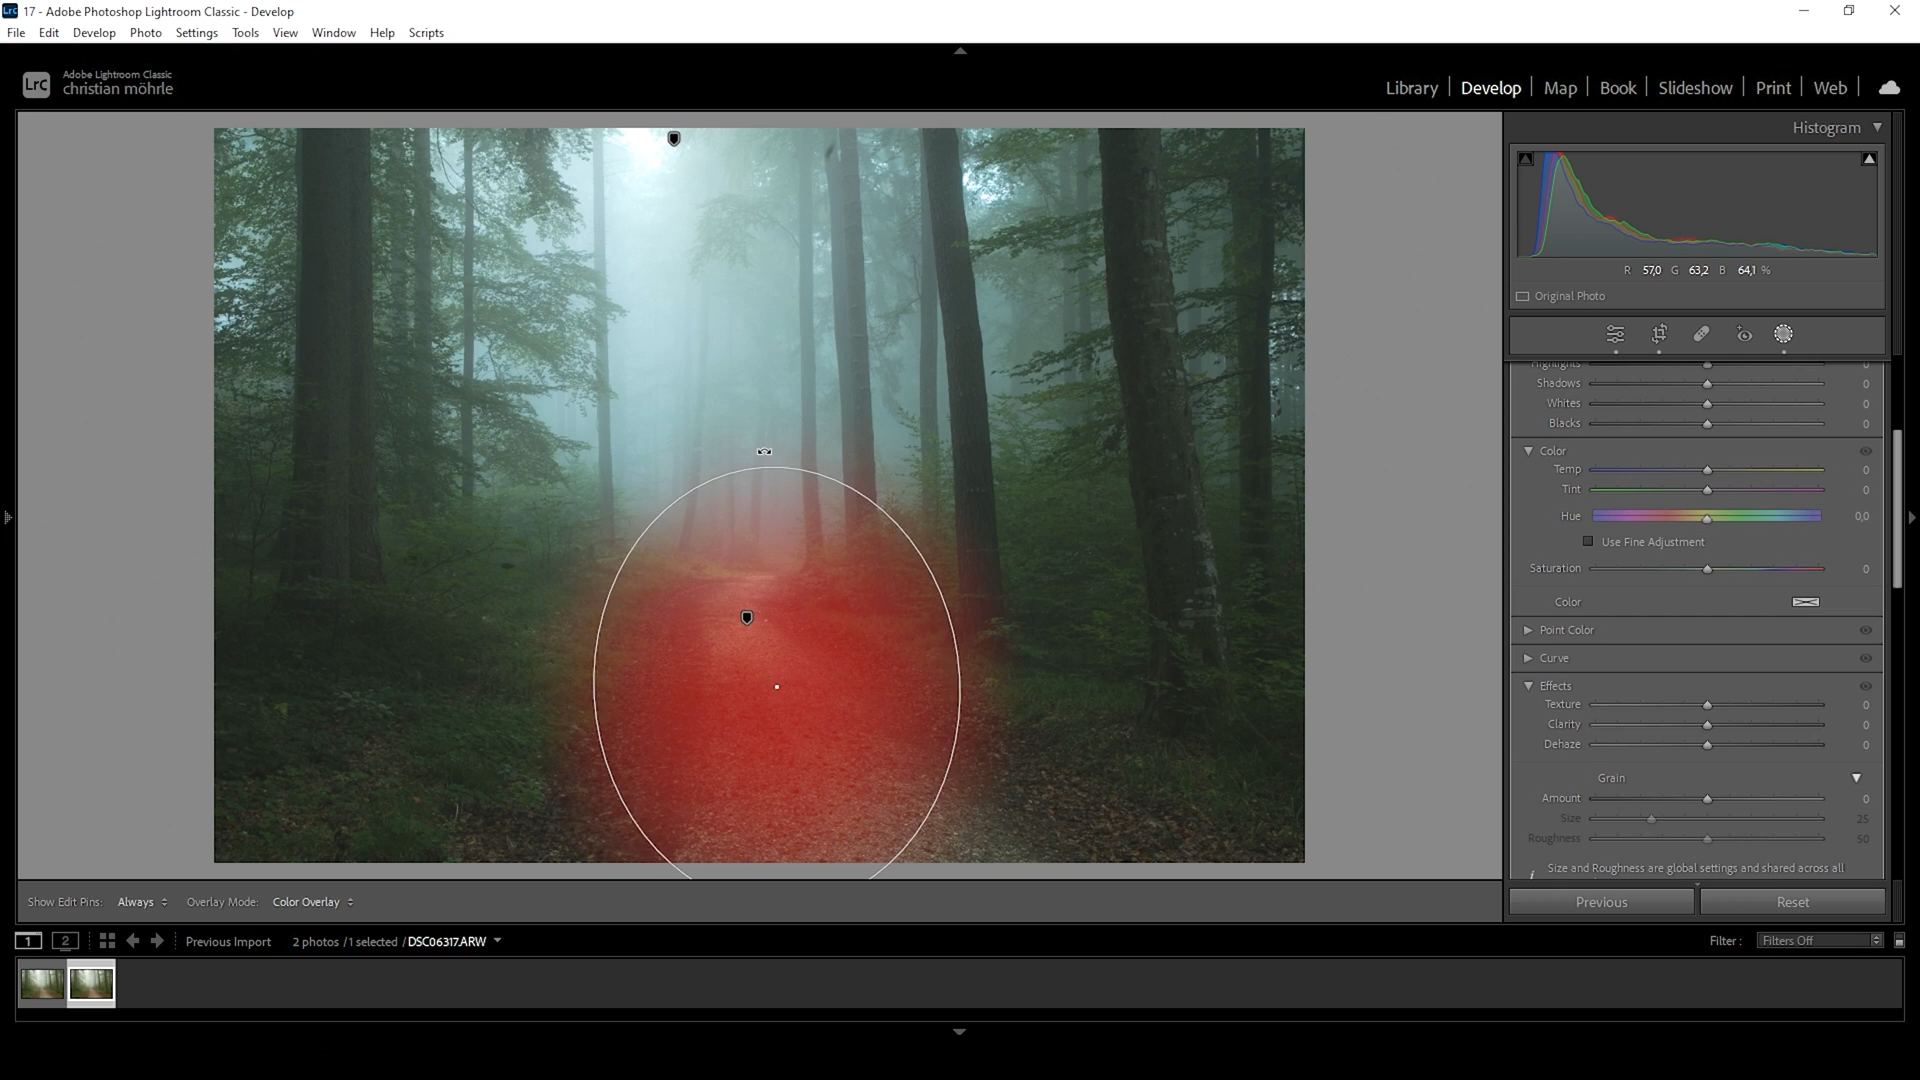 Lrc 17 - Adobe Photoshop Lightroom Classic - Develop
File Edit Develop Photo Settings Tools View Window Help Scripts
LrC Adobe Lightroom Classic
christian möhrle
Library | Develop | Map | Book | Slideshow | Print | Web |
Histogram
R 57,0 G 63,2 B 64,1 %
Original Photo
Highlights 0
Shadows 0
Whites 0
Blacks 0
Color
Temp 0
Tint 0
Hue 0,0
Use Fine Adjustment
Saturation 0
Color
Point Color
Curve
Effects
Texture 0
Clarity 0
Dehaze 0
Grain
Amount 0
Size 25
Roughness 50
i Size and Roughness are global settings and shared across all
Show Edit Pins: Always Overlay Mode: Color Overlay
Previous Reset
1 2 Previous Import 2 photos / 1 selected / DSC06317.ARW Filter : Filters Off